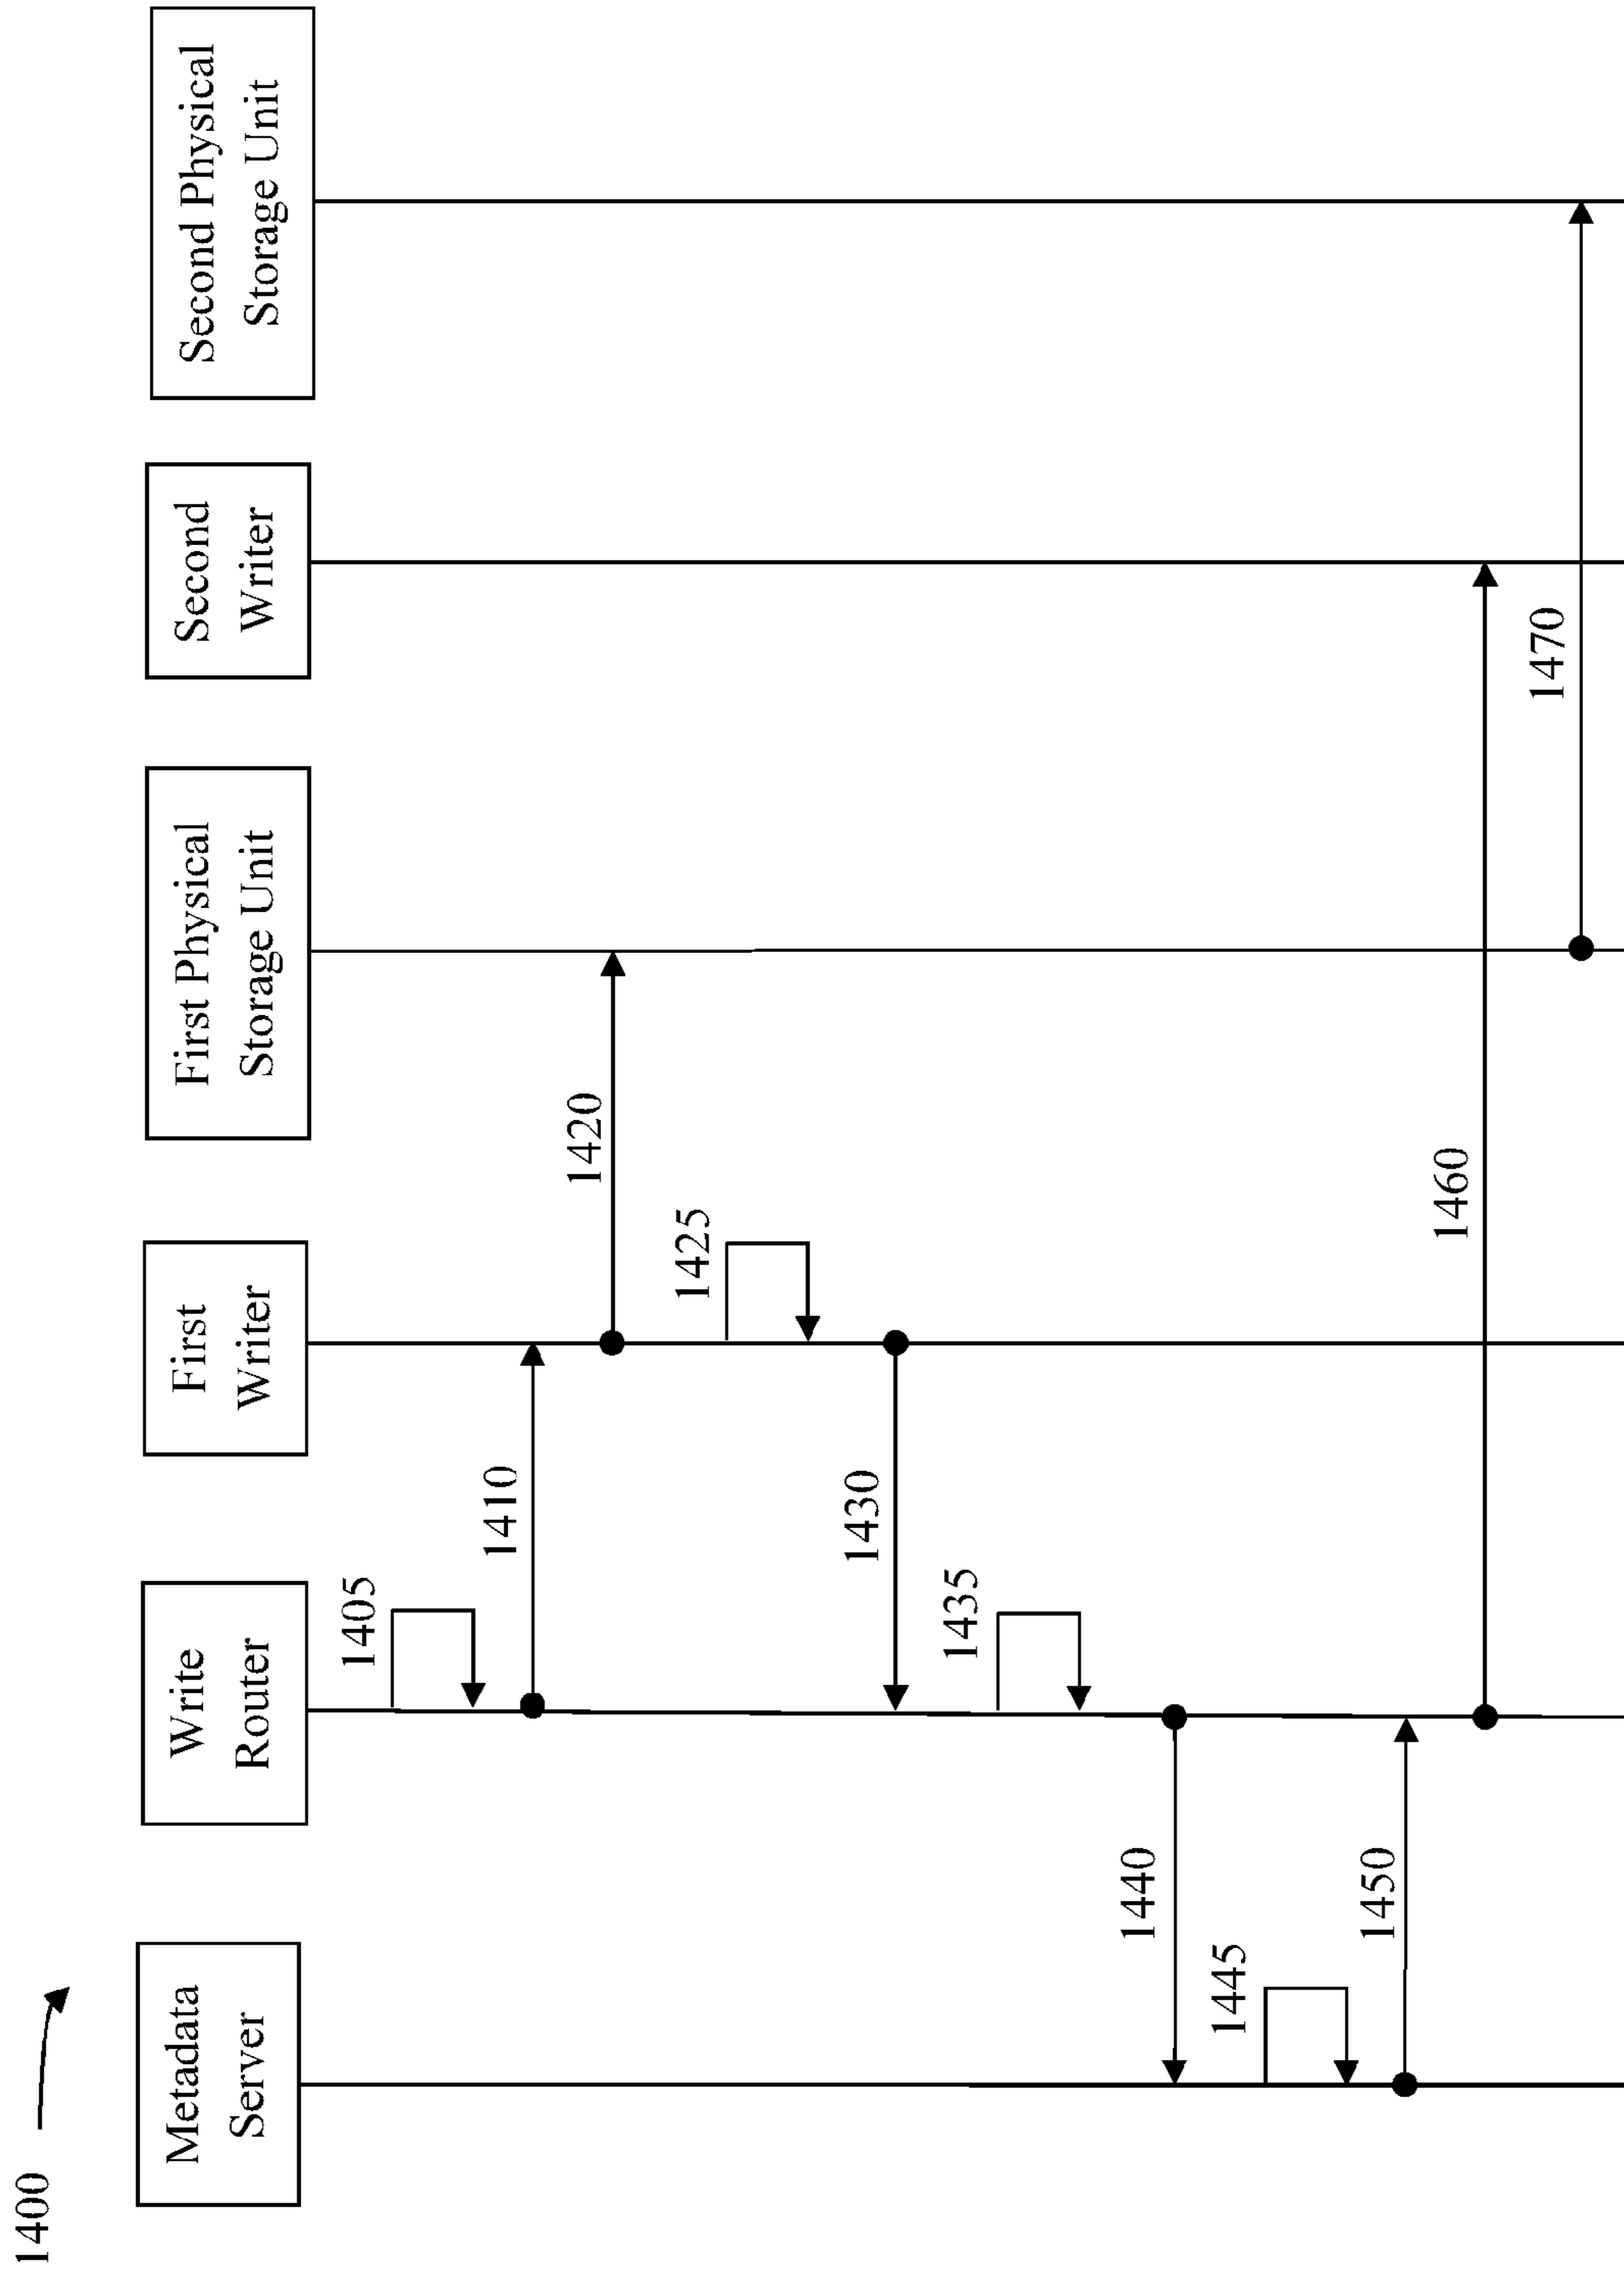 1400
Metadata
Server
Write
Router
First
Writer
First Physical
Storage Unit
Second
Writer
Second Physical
Storage Unit
1405
1410
1420
1425
1430
1435
1440
1445
1450
1460
1470